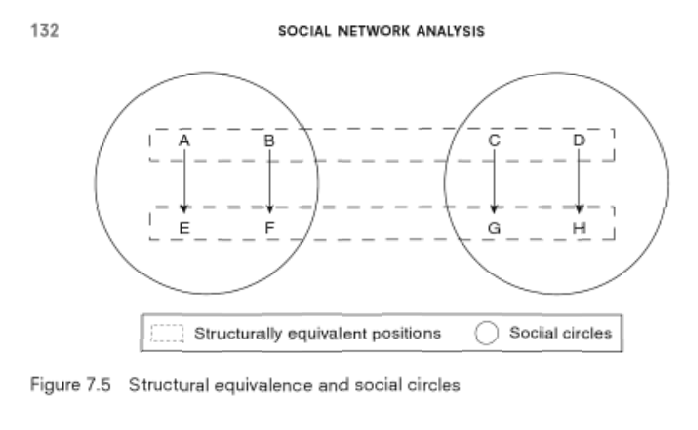 132 SOCIAL NETWORK ANALYSIS
A B C D
E F G H
Structurally equivalent positions Social circles
Figure 7.5 Structural equivalence and social circles